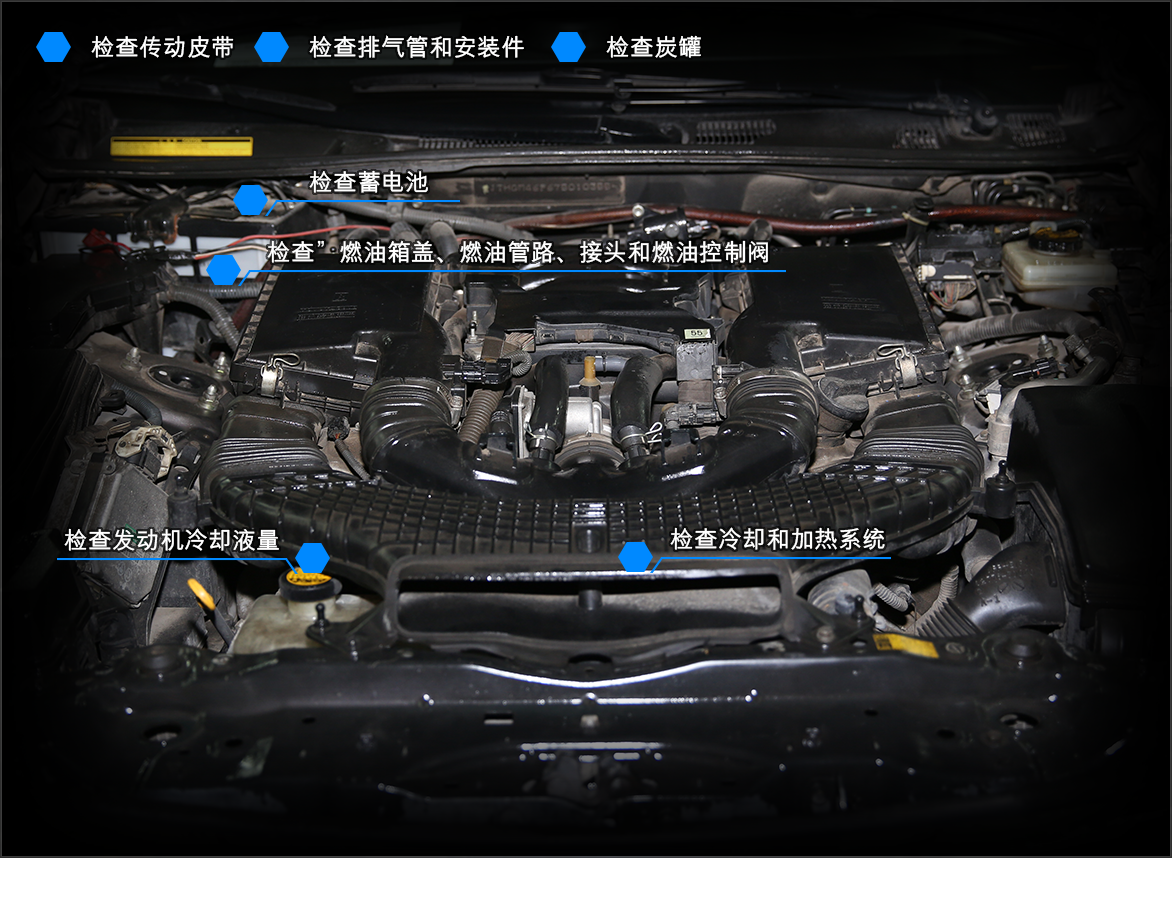 检查传动皮带 检查排气管和安装件 检查炭罐
检查蓄电池
检查”燃油箱盖、燃油管路、接头和燃油控制阀
55
检查发动机冷却液量
检查冷却和加热系统